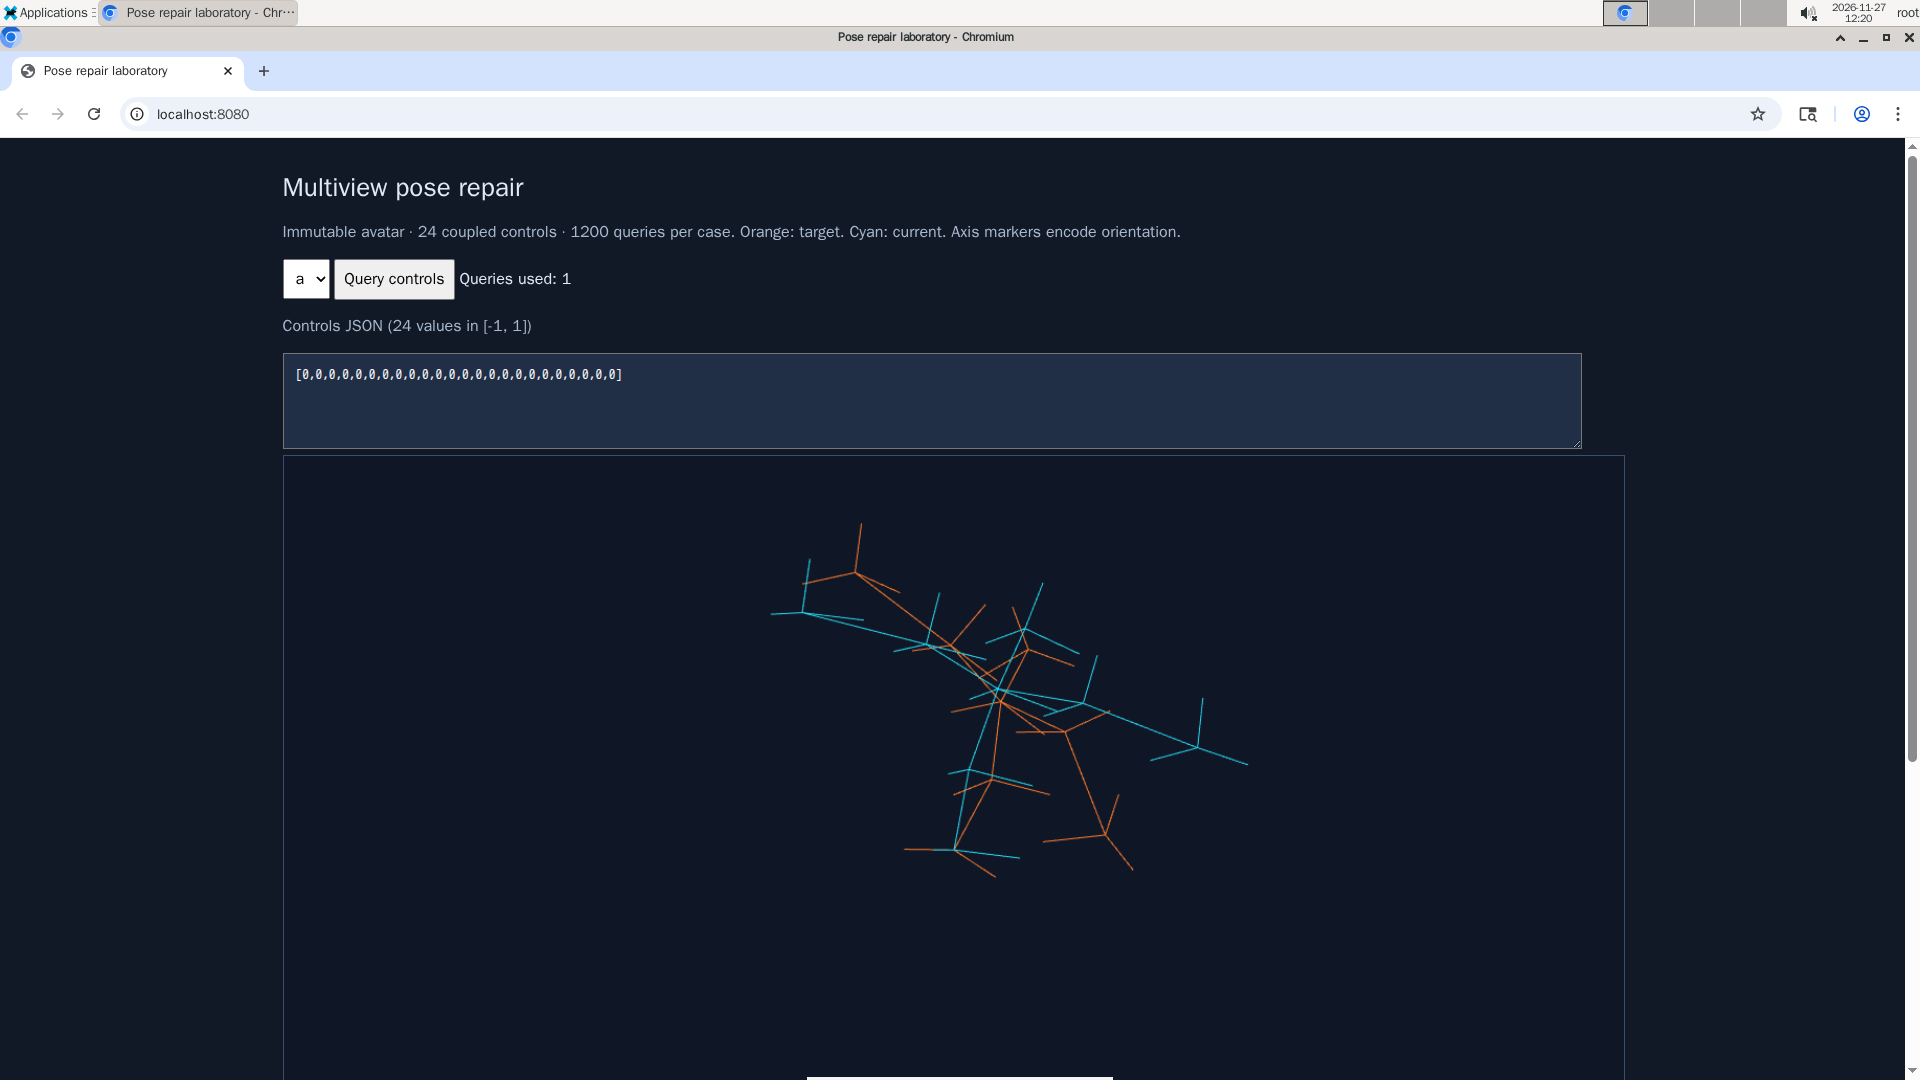 Applications
Pose repair laboratory - Chr···
2026-11-27
12:20
root
Pose repair laboratory - Chromium
Pose repair laboratory
localhost:8080
Multiview pose repair
Immutable avatar · 24 coupled controls · 1200 queries per case. Orange: target. Cyan: current. Axis markers encode orientation.
a
Query controls
Queries used: 1
Controls JSON (24 values in [-1, 1])
[0,0,0,0,0,0,0,0,0,0,0,0,0,0,0,0,0,0,0,0,0,0,0,0]